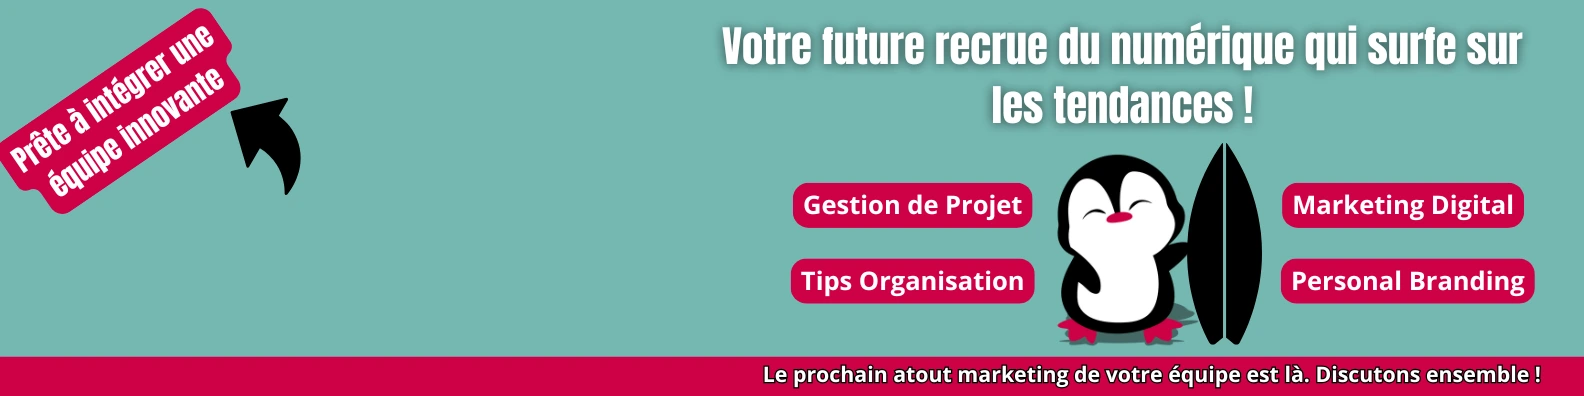 Prête à intégrer une
équipe innovante
Votre future recrue du numérique qui surfe sur
les tendances !
Gestion de Projet
Marketing Digital
Tips Organisation
Personal Branding
Le prochain atout marketing de votre équipe est là. Discutons ensemble !